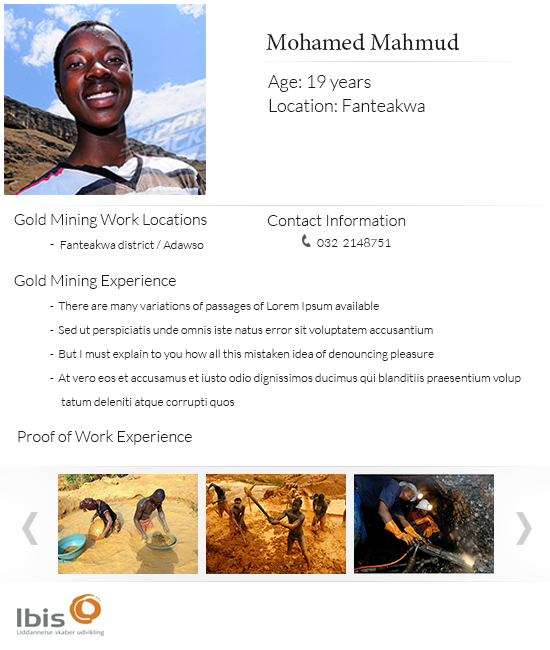 Mohamed Mahmud
Age: 19 years
Location: Fanteakwa
Gold Mining Work Locations
- Fanteakwa district / Adawso
Contact Information
032 2148751
Gold Mining Experience
- There are many variations of passages of Lorem Ipsum available
- Sed ut perspiciatis unde omnis iste natus error sit voluptatem accusantium
- But I must explain to you how all this mistaken idea of denouncing pleasure
- At vero eos et accusamus et iusto odio dignissimos ducimus qui blanditiis praesentium volup
tatum deleniti atque corrupti quos
Proof of Work Experience
Ibis
Uddannelse skaber udvikling